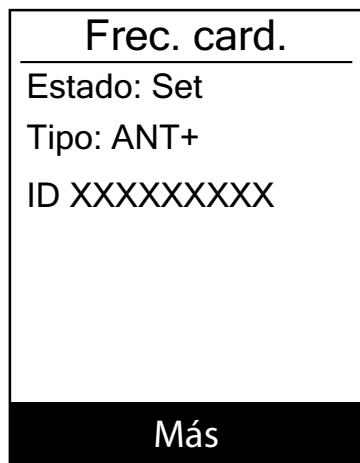 Frec. card.
Estado: Set
Tipo: ANT+
ID XXXXXXXXX
Más